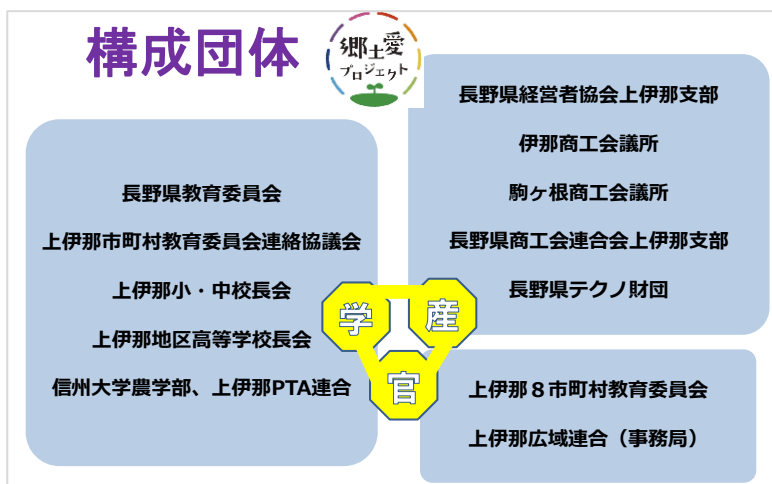 構成団体
郷土愛
プロジェクト
長野県教育委員会
上伊那市町村教育委員会連絡協議会
上伊那小・中校長会
上伊那地区高等学校長会
信州大学農学部、上伊那PTA連合
長野県経営者協会上伊那支部
伊那商工会議所
駒ヶ根商工会議所
長野県商工会連合会上伊那支部
長野県テクノ財団
学
産
官
上伊那８市町村教育委員会
上伊那広域連合（事務局）